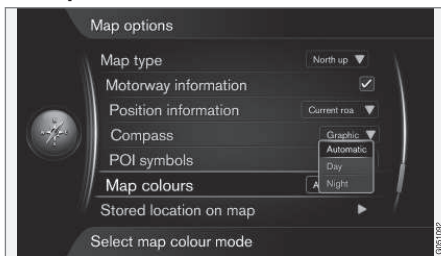 Map options
Map type North up
Motorway information
Position information Current roa
Compass Graphic
Automatic
POI symbols
Day
Map colours A
Night
Stored location on map
Select map colour mode
G051092